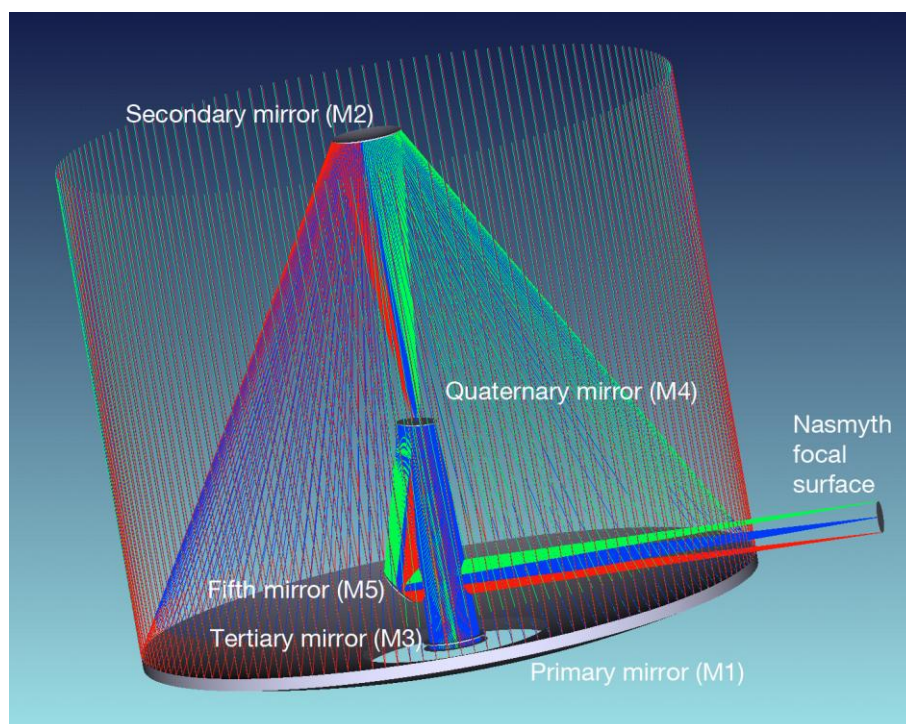 Secondary mirror (M2)
Quaternary mirror (M4)
Nasmyth
focal
surface
Fifth mirror (M5)
Tertiary mirror (M3)
Primary mirror (M1)